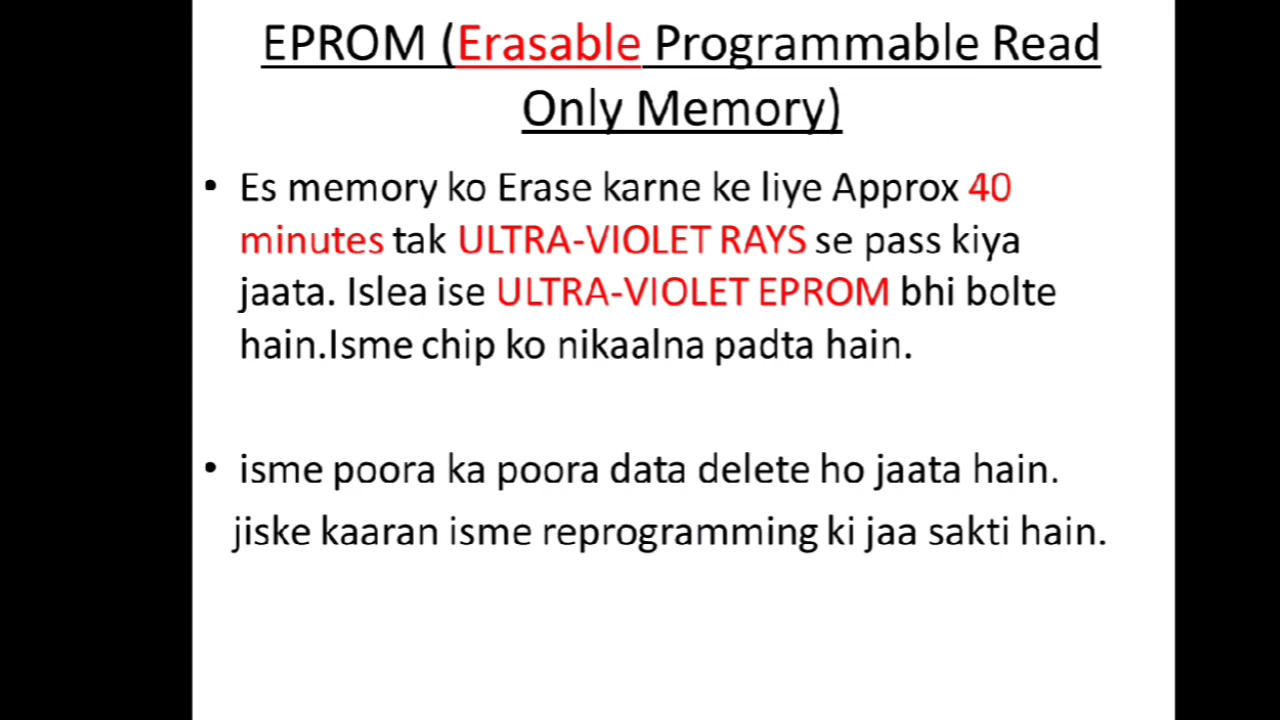 EPROM (Erasable Programmable Read
Only Memory)
• Es memory ko Erase karne ke liye Approx 40
minutes tak ULTRA-VIOLET RAYS se pass kiya
jaata. Islea ise ULTRA-VIOLET EPROM bhi bolte
hain.Isme chip ko nikaalna padta hain.
• isme poora ka poora data delete ho jaata hain.
jiske kaaran isme reprogramming ki jaa sakti hain.